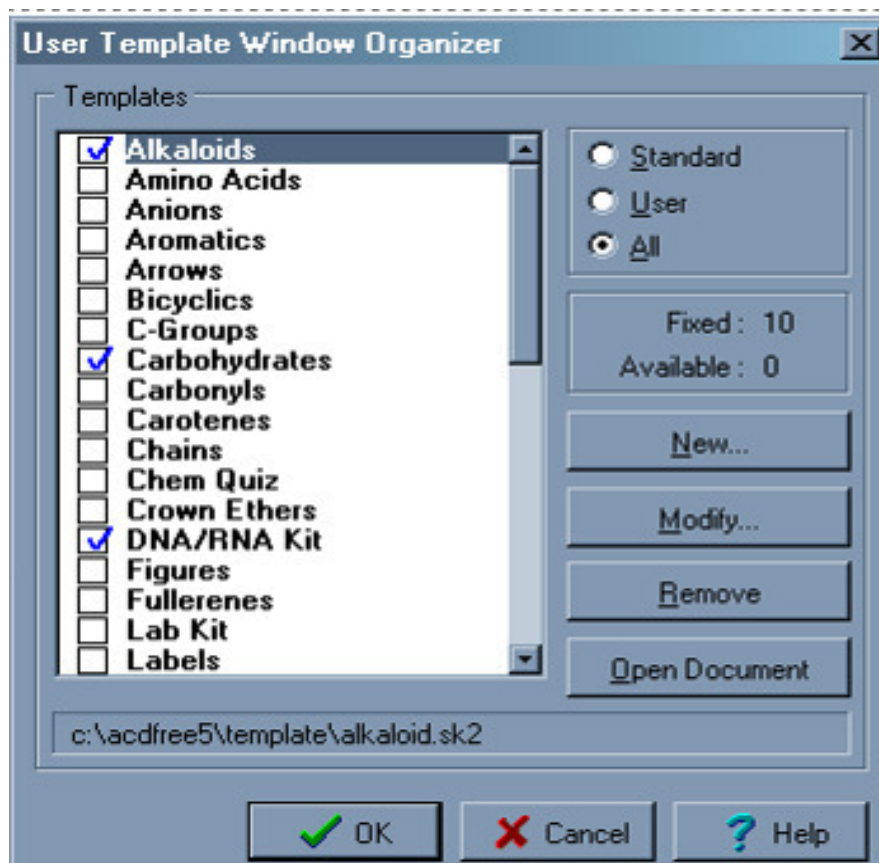 User Template Window Organizer
Templates
Alkaloids
Amino Acids
Anions
Aromatics
Arrows
Bicyclics
C-Groups
Carbohydrates
Carbonyls
Carotenes
Chains
Chem Quiz
Crown Ethers
DNA/RNA Kit
Figures
Fullerenes
Lab Kit
Labels
Standard
User
All
Fixed : 10
Available : 0
New...
Modify...
Remove
Open Document
c:\acdfree5\template\alkaloid.sk2
OK
Cancel
? Help